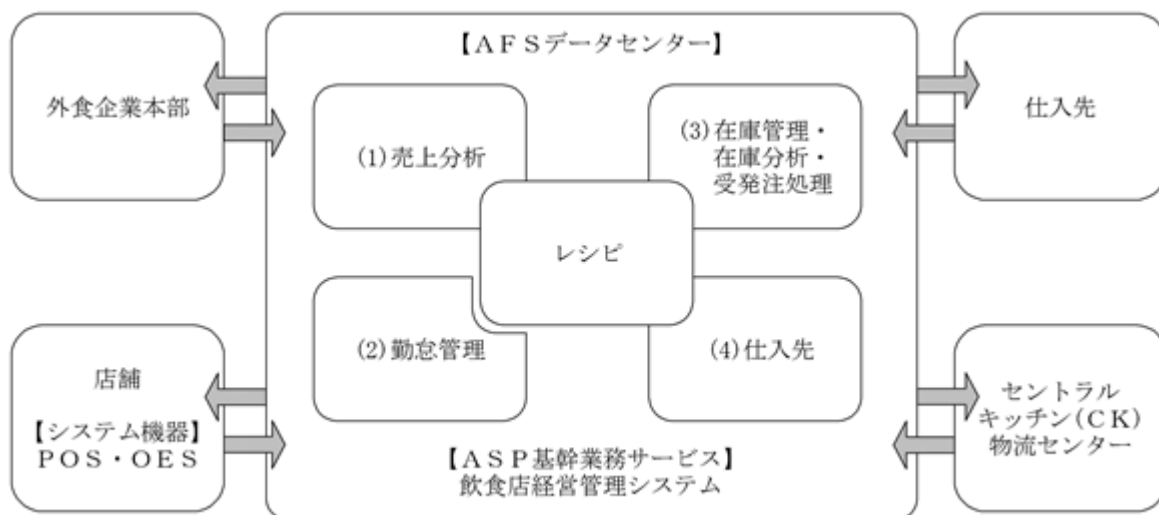 【ＡＦＳデータセンター】
外食企業本部
仕入先
(1)売上分析
(3)在庫管理・
在庫分析・
受発注処理
レシピ
(2)勤怠管理
(4)仕入先
店舗
【システム機器】
ＰＯＳ・ＯＥＳ
セントラル
キッチン(ＣＫ)
物流センター
【ＡＳＰ基幹業務サービス】
飲食店経営管理システム